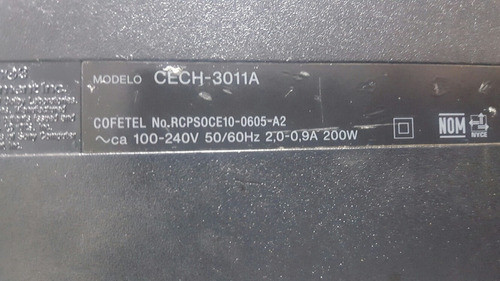 MODELO CECH-3011A
COFETEL No.RCPSOCE10-0605-A2
~ca 100-240V 50/60Hz 2,0-0,9A 200W
NOM
NYCE